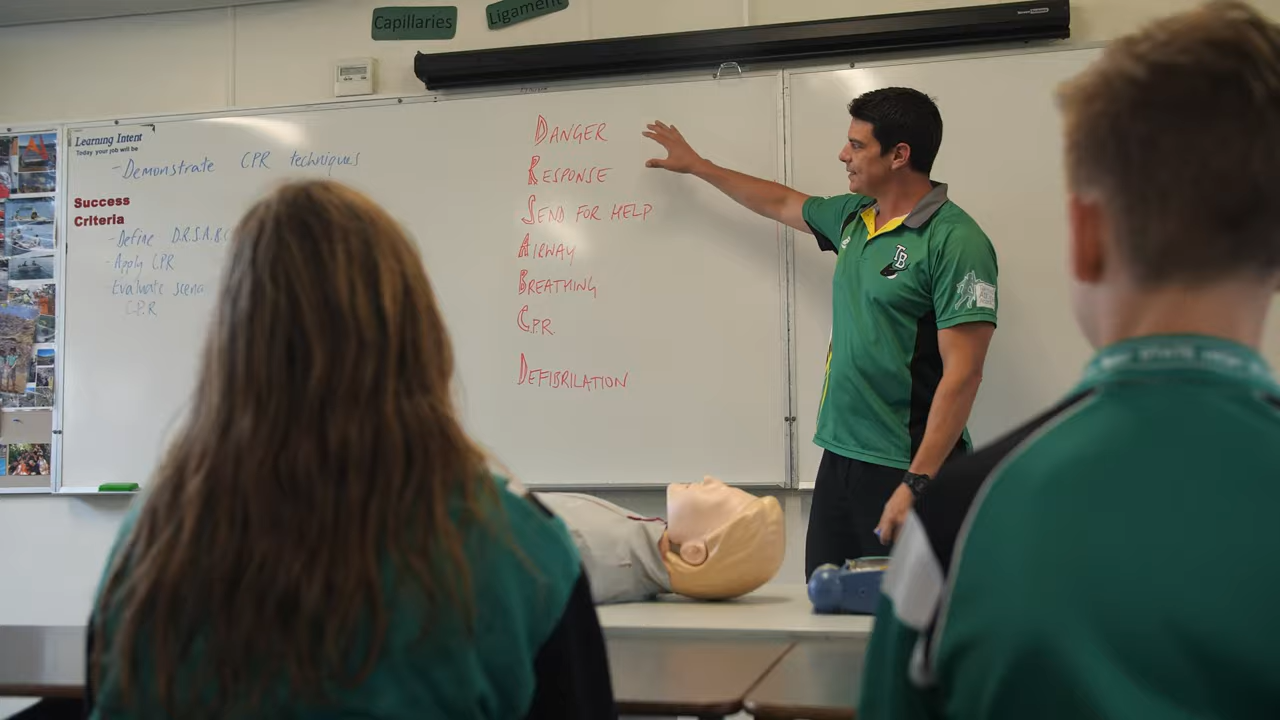 Capillaries
Ligament
Learning Intent
Today your job will be
- Demonstrate CPR techniques
Success
Criteria
- Define D.R.S.A.B.C
- Apply CPR
- Evaluate
C.P.R
DANGER
RESPONSE
SEND FOR HELP
AIRWAY
BREATHING
CPR
DEFIBRILATION
TB